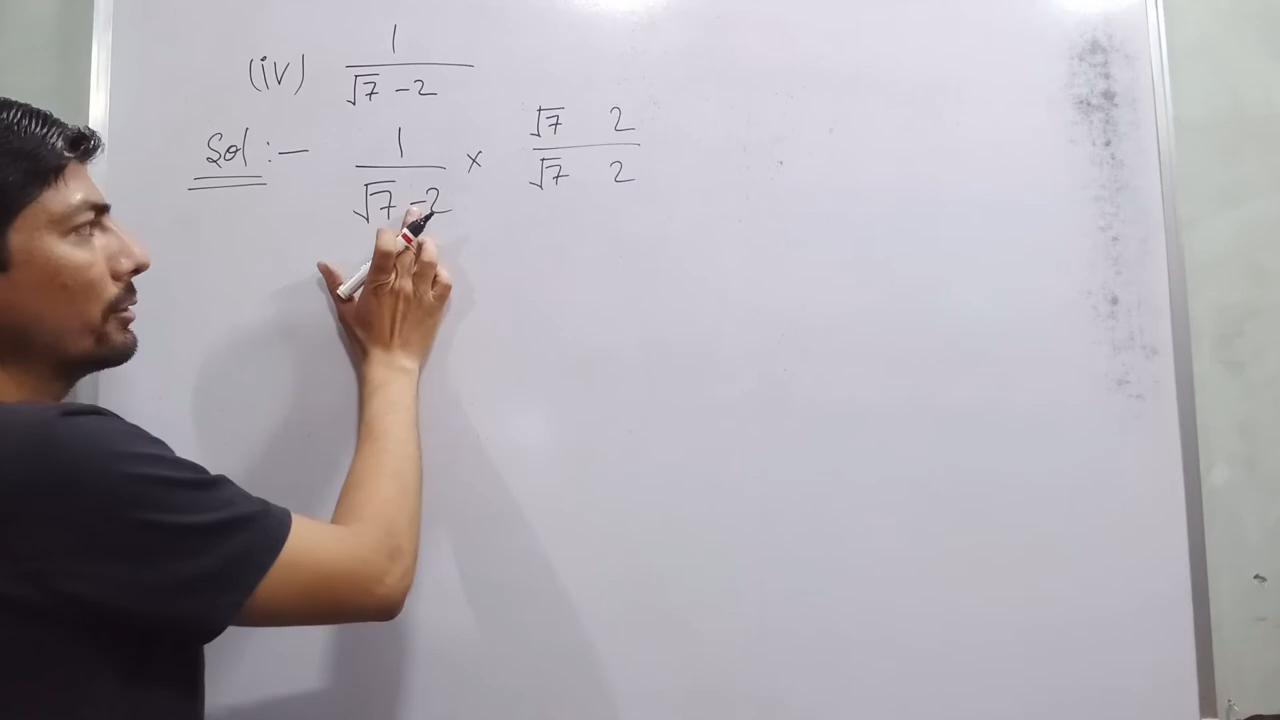 (iv) 1/(√7 - 2)
Sol :- 1/(√7 - 2) × (√7 2)/(√7 2)